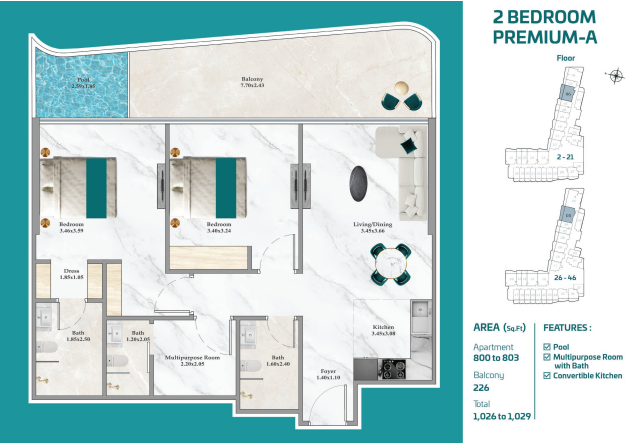 2 BEDROOM
PREMIUM-A
Floor
2 - 21
26 - 46
Pool
2.59x1.85
Balcony
7.70x2.43
Bedroom
3.46x3.59
Bedroom
3.40x3.24
Living/Dining
3.45x3.66
Dress
1.85x1.05
Bath
1.85x2.50
Bath
1.20x2.05
Multipurpose Room
2.20x2.05
Bath
1.60x2.40
Foyer
1.40x1.10
Kitchen
3.45x3.08
AREA (Sq.Ft)
Apartment
800 to 803
Balcony
226
Total
1,026 to 1,029
FEATURES :
Pool
Multipurpose Room
with Bath
Convertible Kitchen